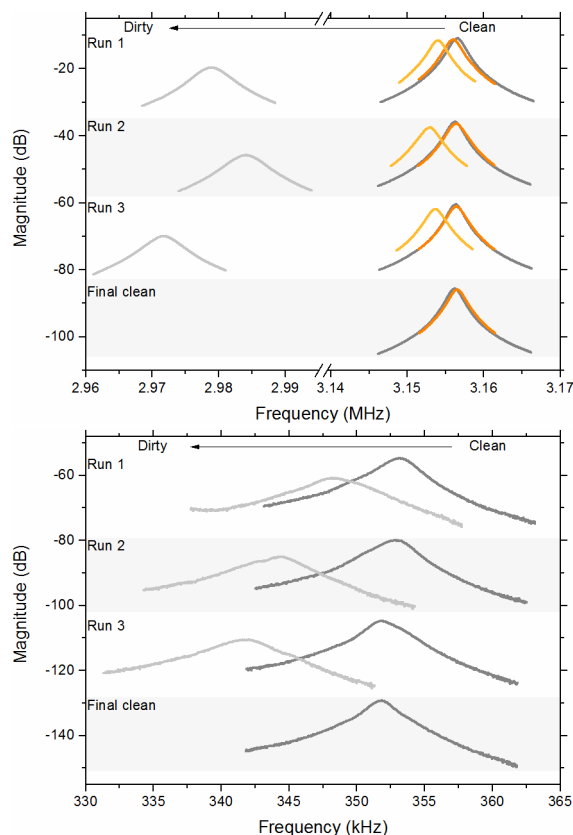 Dirty
Clean
Run 1
Run 2
Run 3
Final clean
-20
-40
-60
-80
-100
Magnitude (dB)
2.96
2.97
2.98
2.99
3.14
3.15
3.16
3.17
Frequency (MHz)
Dirty
Clean
Run 1
Run 2
Run 3
Final clean
-60
-80
-100
-120
-140
Magnitude (dB)
330
335
340
345
350
355
360
365
Frequency (kHz)